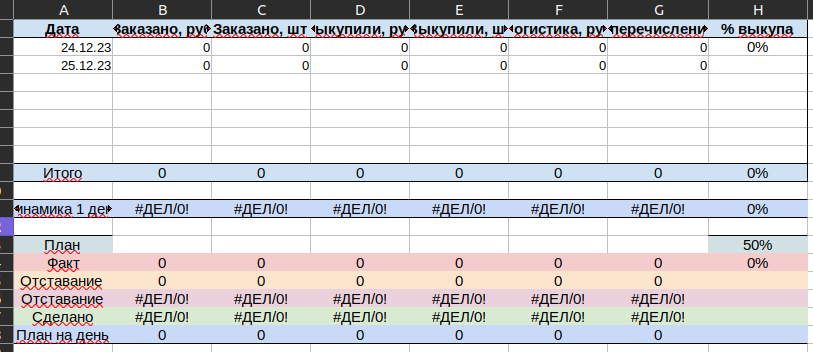 A B C D E F G H
Дата Заказано, руб Заказано, шт ыкупили, ру ыкупили, ш огистика, ру перечислени % выкупа
24.12.23 0 0 0 0 0 0 0%
25.12.23 0 0 0 0 0 0
Итого 0 0 0 0 0 0 0%
инамика 1 де #ДЕЛ/0! #ДЕЛ/0! #ДЕЛ/0! #ДЕЛ/0! #ДЕЛ/0! #ДЕЛ/0! 0%
План 50%
Факт 0 0 0 0 0 0 0%
Отставание 0 0 0 0 0 0
Отставание #ДЕЛ/0! #ДЕЛ/0! #ДЕЛ/0! #ДЕЛ/0! #ДЕЛ/0! #ДЕЛ/0!
Сделано #ДЕЛ/0! #ДЕЛ/0! #ДЕЛ/0! #ДЕЛ/0! #ДЕЛ/0! #ДЕЛ/0!
План на день 0 0 0 0 0 0